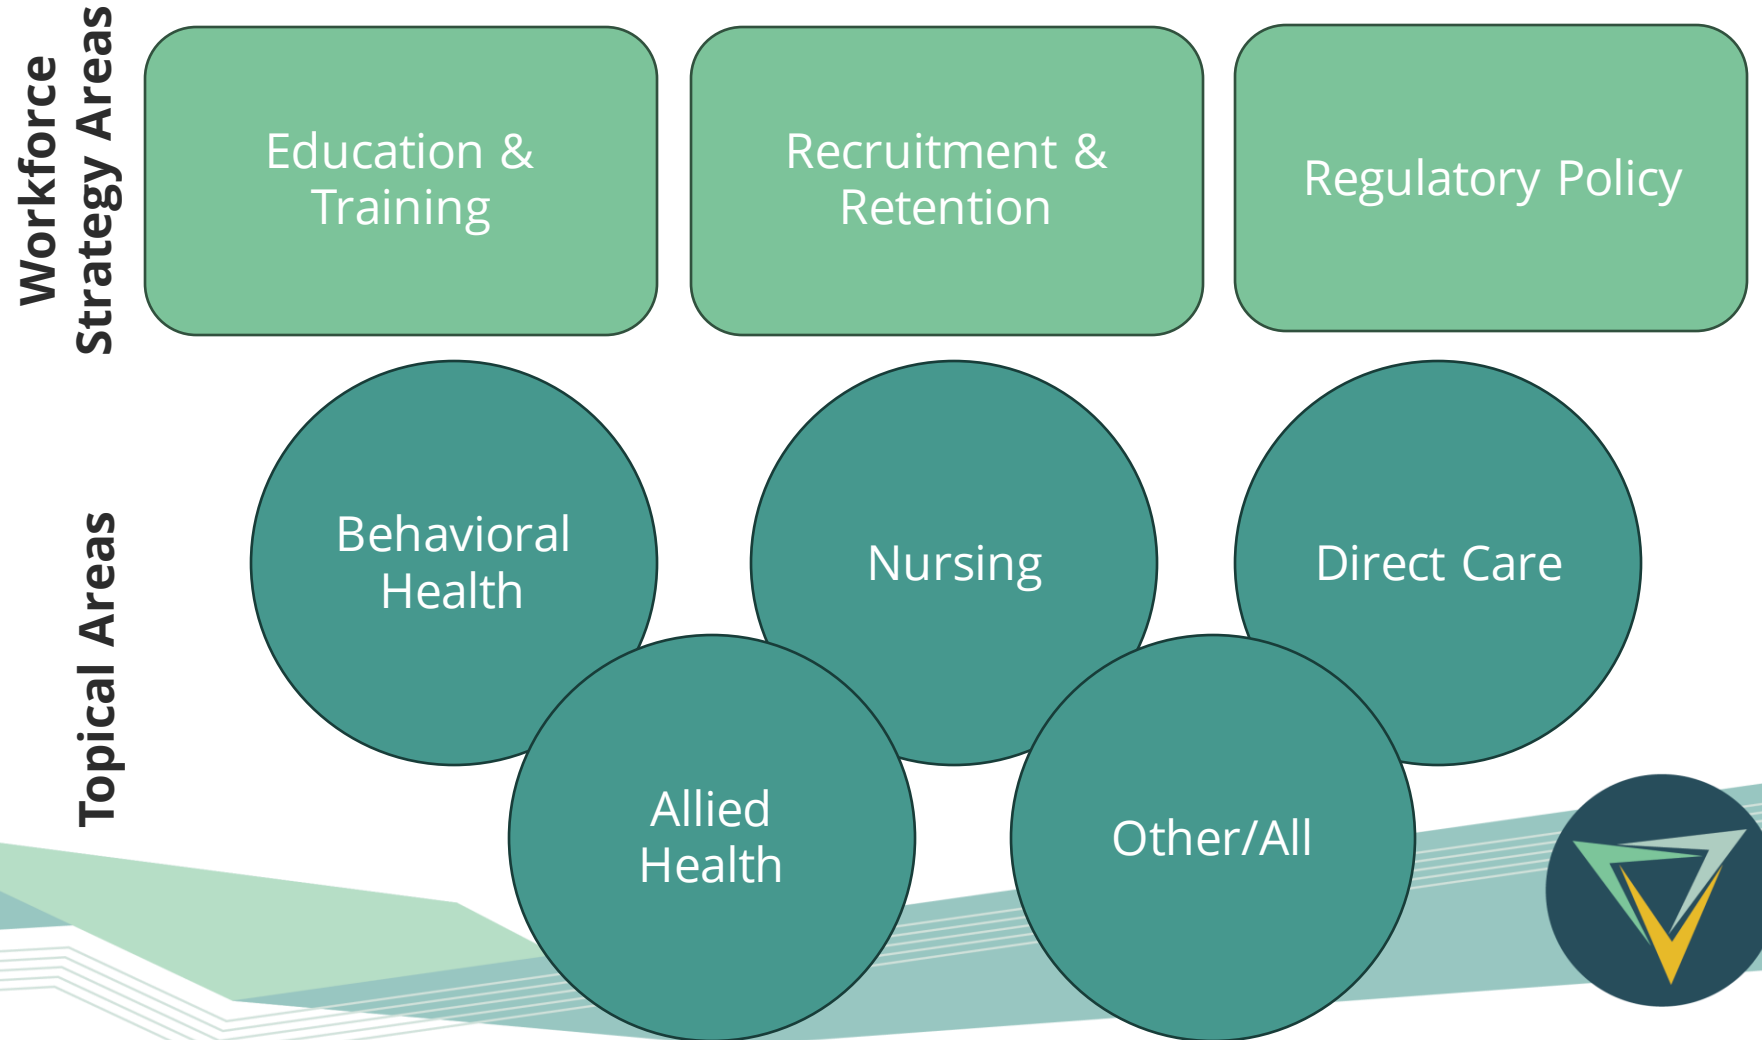 Workforce
Strategy Areas
Education &
Training
Recruitment &
Retention
Regulatory Policy
Topical Areas
Behavioral
Health
Nursing
Direct Care
Allied
Health
Other/All